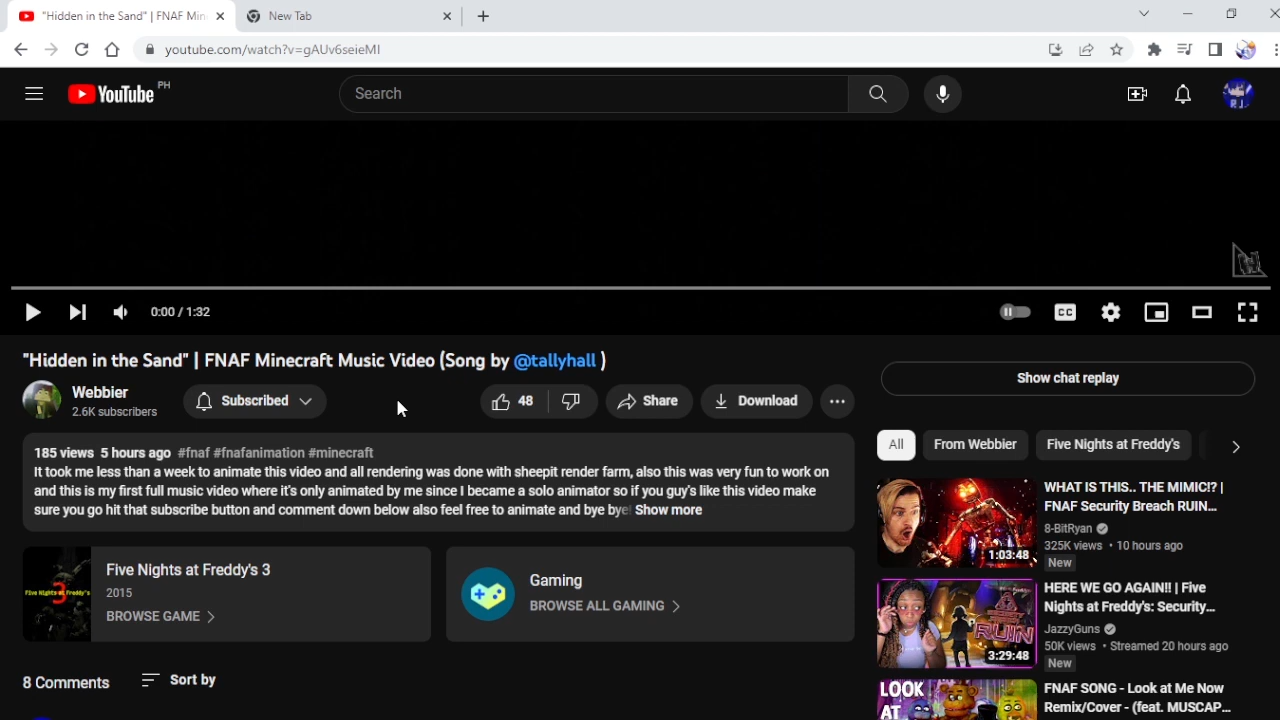 "Hidden in the Sand" | FNAF Min
New Tab
youtube.com/watch?v=gAUv6seieMI
YouTube PH
Search
RJ
0:00 / 1:32
CC
"Hidden in the Sand" | FNAF Minecraft Music Video (Song by @tallyhall )
Webbier
2.6K subscribers
Subscribed
48
Share
Download
185 views 5 hours ago #fnaf #fnafanimation #minecraft
It took me less than a week to animate this video and all rendering was done with sheepit render farm, also this was very fun to work on
and this is my first full music video where it's only animated by me since I became a solo animator so if you guy's like this video make
sure you go hit that subscribe button and comment down below also feel free to animate and bye bye! Show more
Five Nights at Freddy's
3
Five Nights at Freddy's 3
2015
BROWSE GAME
Gaming
BROWSE ALL GAMING
8 Comments
Sort by
Show chat replay
All
From Webbier
Five Nights at Freddy's
1:03:48
WHAT IS THIS.. THE MIMIC!? |
FNAF Security Breach RUIN...
8-BitRyan
325K views • 10 hours ago
New
RUIN
3:29:48
HERE WE GO AGAIN!! | Five
Nights at Freddy's: Security...
JazzyGuns
50K views • Streamed 20 hours ago
New
LOOK
AT
FNAF SONG - Look at Me Now
Remix/Cover - (feat. MUSCAP...